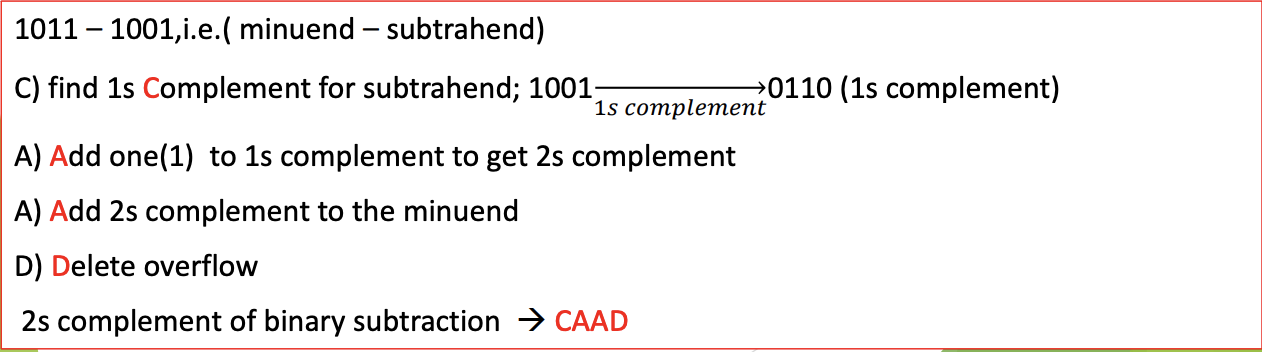 1011 – 1001,i.e.( minuend – subtrahend)
C) find 1s Complement for subtrahend; 1001 → 0110 (1s complement)
1s complement
A) Add one(1) to 1s complement to get 2s complement
A) Add 2s complement to the minuend
D) Delete overflow
2s complement of binary subtraction → CAAD